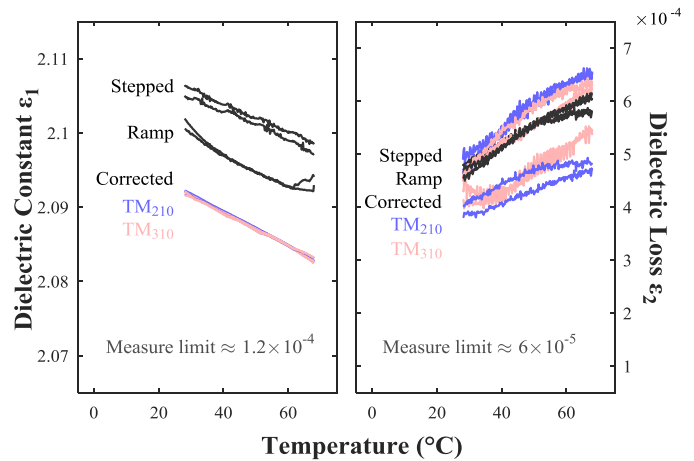 Dielectric Constant ε₁
2.11
2.1
2.09
2.08
2.07
Stepped
Ramp
Corrected
TM₂₁₀
TM₃₁₀
Measure limit ≈ 1.2×10⁻⁴
0
20
40
60
×10⁻⁴
7
6
5
4
3
2
1
Stepped
Ramp
Corrected
TM₂₁₀
TM₃₁₀
Measure limit ≈ 6×10⁻⁵
0
20
40
60
Dielectric Loss ε₂
Temperature (°C)